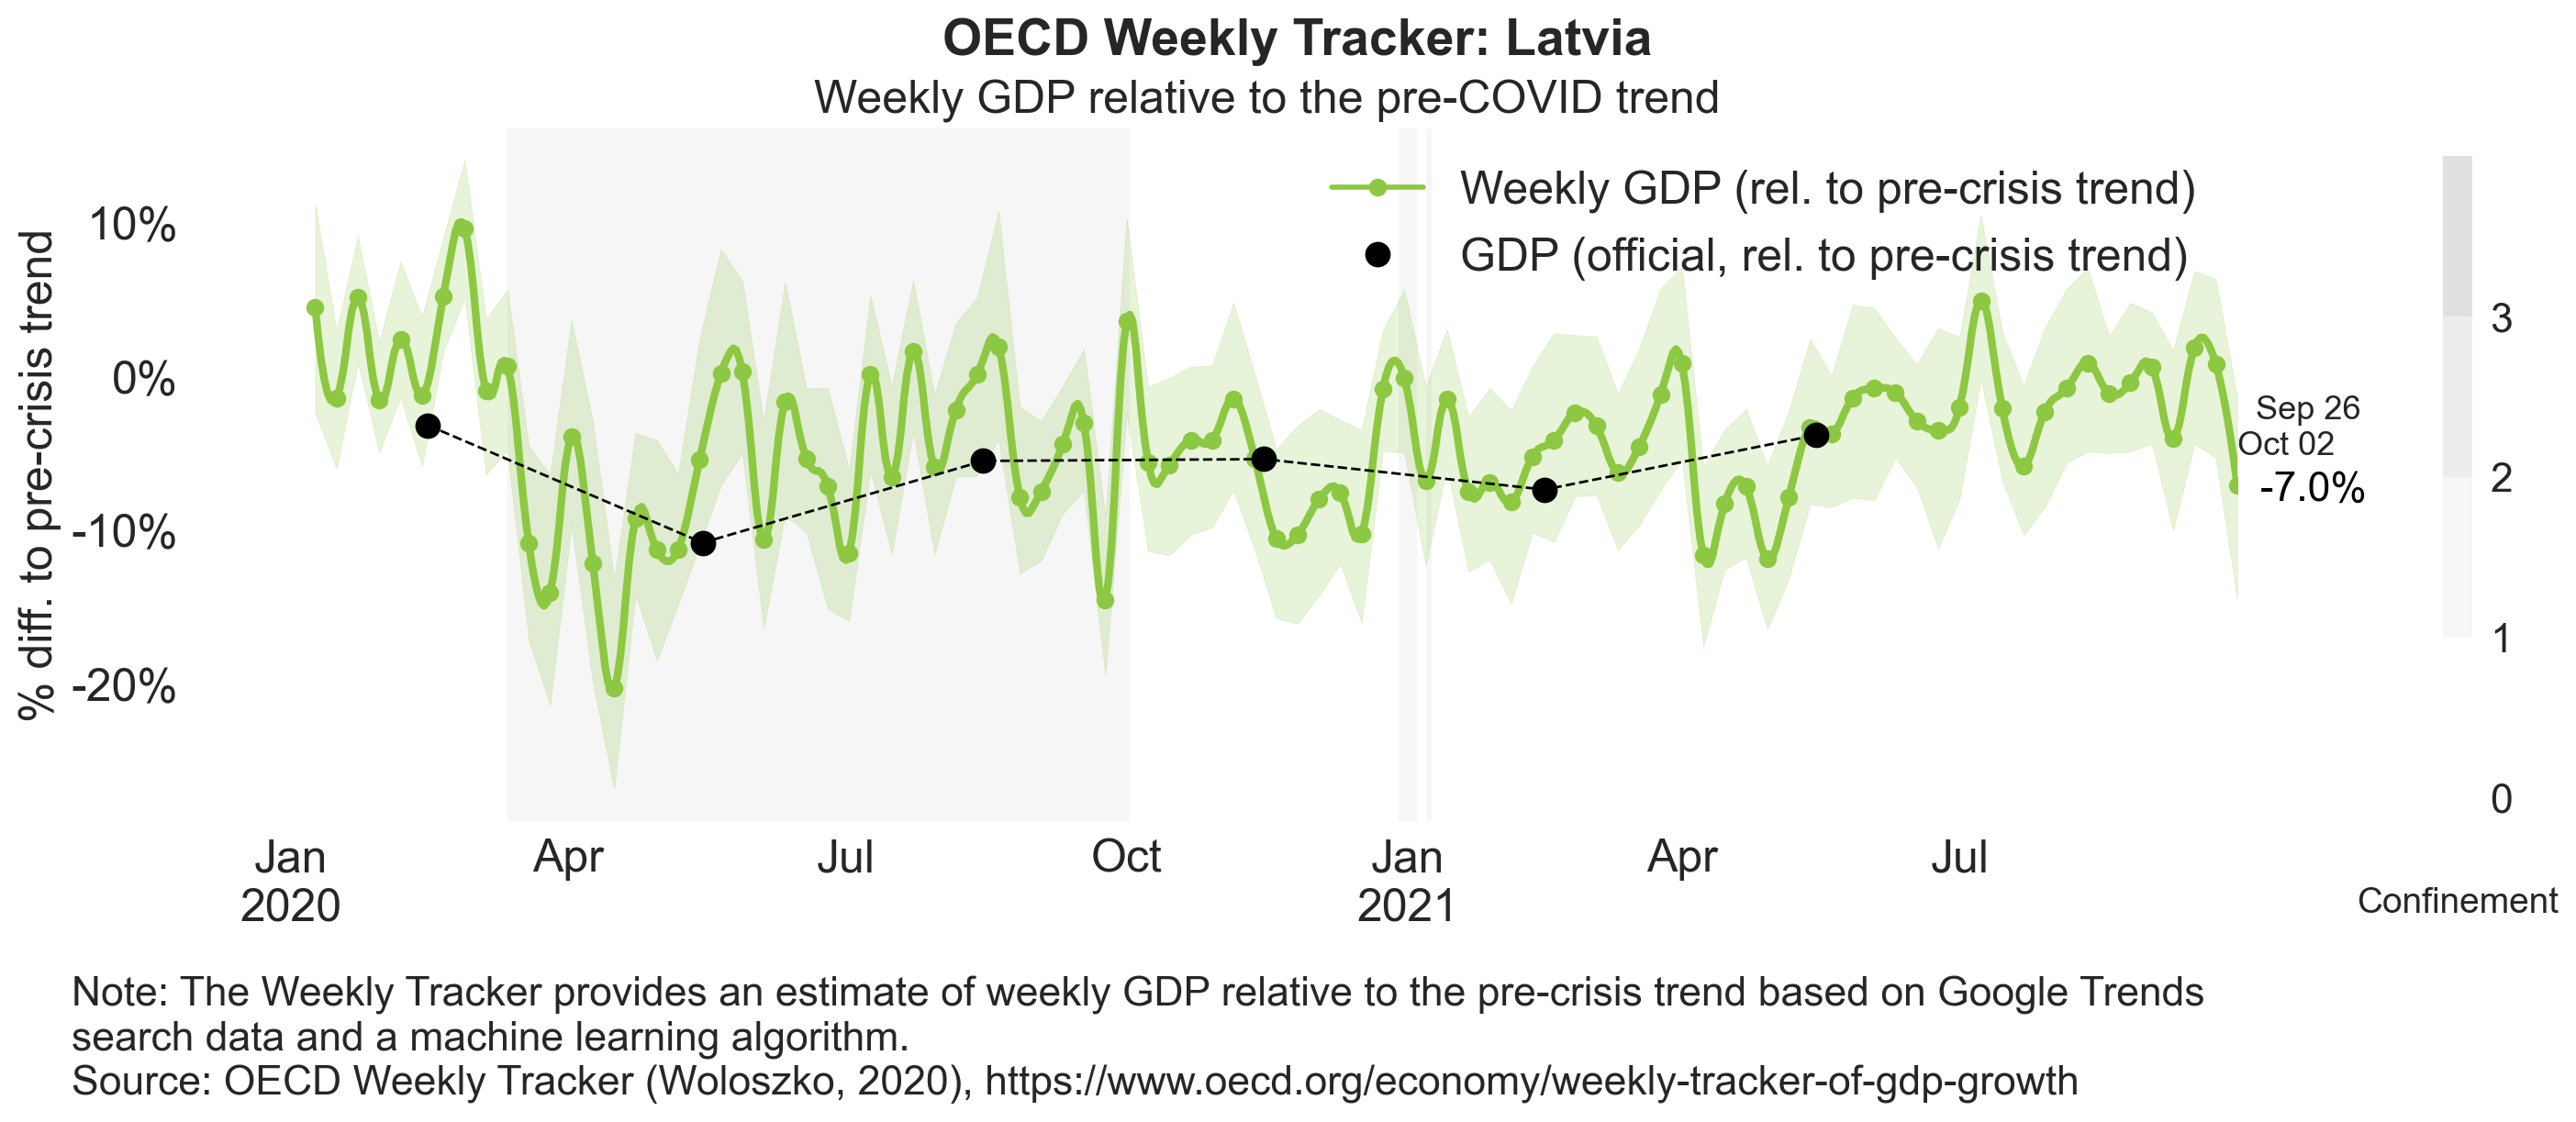 OECD Weekly Tracker: Latvia
Weekly GDP relative to the pre-COVID trend
% diff. to pre-crisis trend
10%
0%
-10%
-20%
Weekly GDP (rel. to pre-crisis trend)
GDP (official, rel. to pre-crisis trend)
Sep 26
Oct 02
-7.0%
3
2
1
0
Confinement
Jan
2020
Apr
Jul
Oct
Jan
2021
Apr
Jul
Note: The Weekly Tracker provides an estimate of weekly GDP relative to the pre-crisis trend based on Google Trends
search data and a machine learning algorithm.
Source: OECD Weekly Tracker (Woloszko, 2020), https://www.oecd.org/economy/weekly-tracker-of-gdp-growth